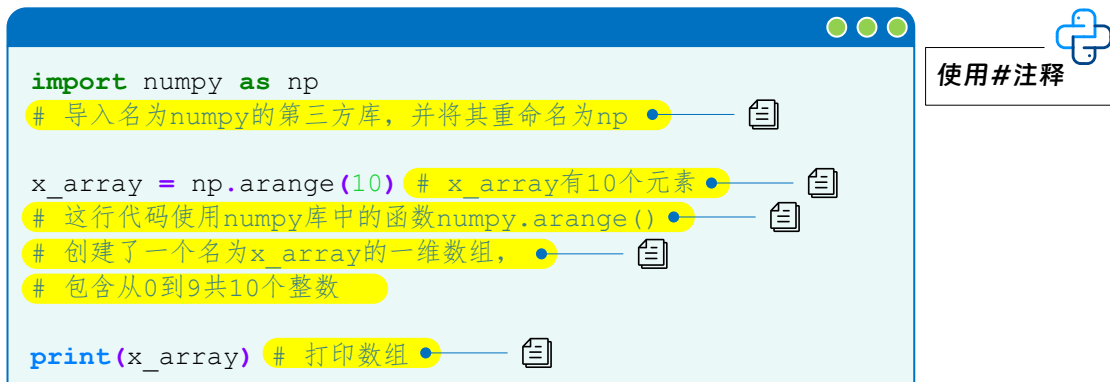 使用#注释
import numpy as np
# 导入名为numpy的第三方库，并将其重命名为np
x_array = np.arange(10) # x_array有10个元素
# 这行代码使用numpy库中的函数numpy.arange()
# 创建了一个名为x_array的一维数组，
# 包含从0到9共10个整数
print(x_array) # 打印数组